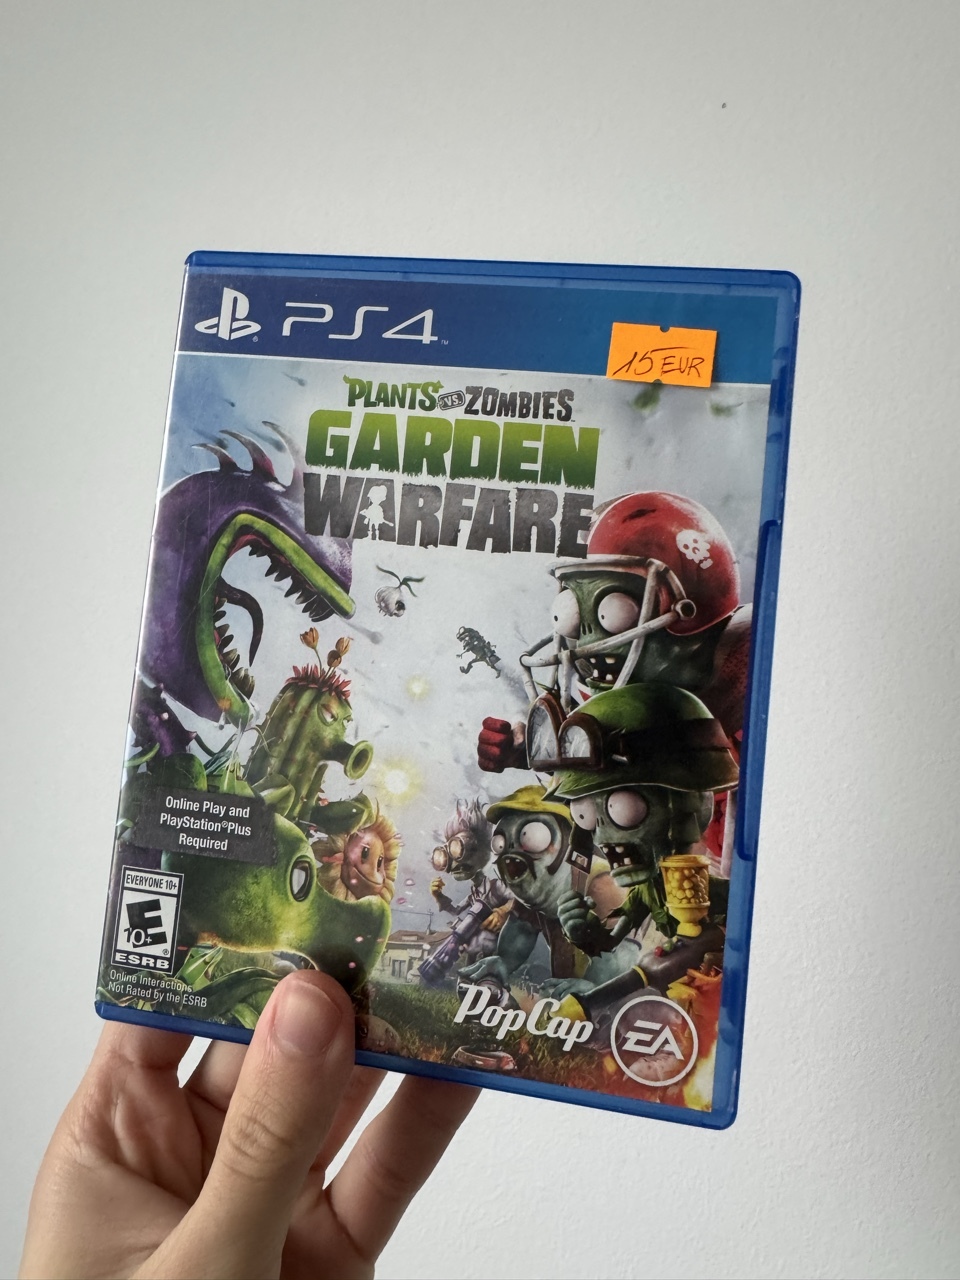 PS4
15 EUR
PLANTS VS. ZOMBIES
GARDEN
WARFARE
Online Play and
PlayStation®Plus
Required
EVERYONE 10+
E
10+
ESRB
Online Interactions
Not Rated by the ESRB
PopCap
EA